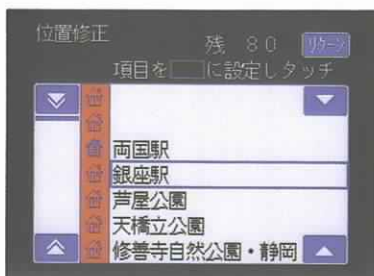 位置修正
残 80 リターン
項目を に設定しタッチ
両国駅
銀座駅
芦屋公園
天橋立公園
修善寺自然公園・静岡